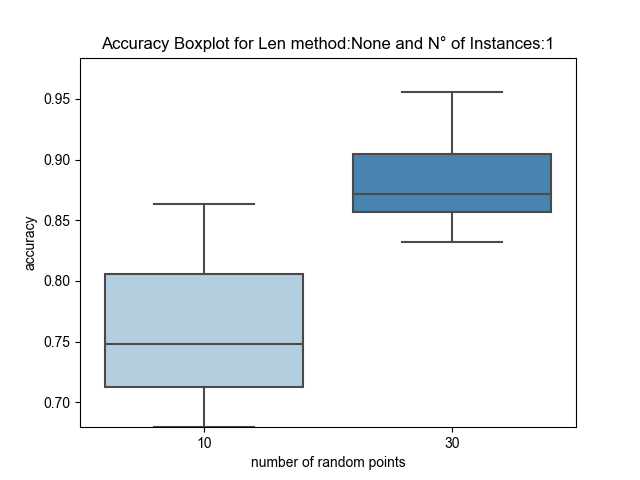 Accuracy Boxplot for Len method:None and N° of Instances:1
0.95
0.90
0.85
0.80
0.75
0.70
accuracy
10
30
number of random points